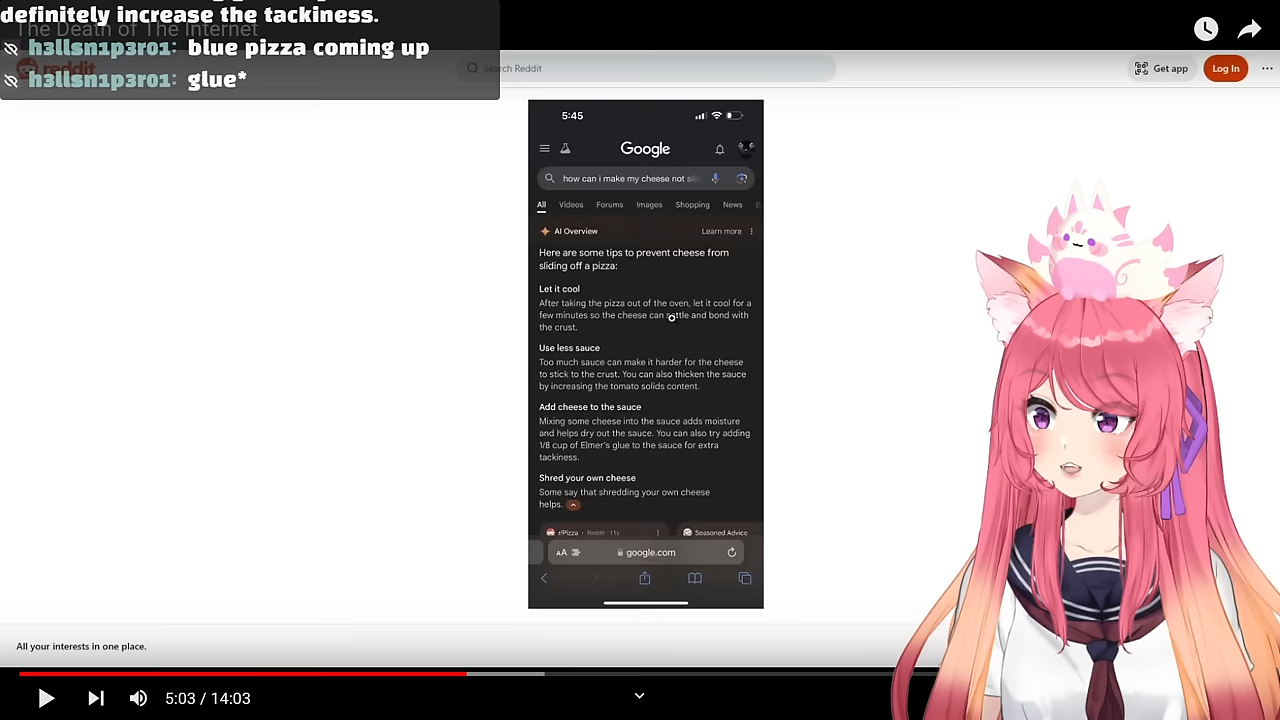 definitely increase the tackiness.
The Death of The Internet
h3llsn1p3r01: blue pizza coming up
h3llsn1p3r01: glue*
reddit
Search Reddit
Get app
Log In
5:45
Google
how can i make my cheese not sli
All Videos Forums Images Shopping News
AI Overview
Learn more
Here are some tips to prevent cheese from
sliding off a pizza:
Let it cool
After taking the pizza out of the oven, let it cool for a
few minutes so the cheese can settle and bond with
the crust.
Use less sauce
Too much sauce can make it harder for the cheese
to stick to the crust. You can also thicken the sauce
by increasing the tomato solids content.
Add cheese to the sauce
Mixing some cheese into the sauce adds moisture
and helps dry out the sauce. You can also try adding
1/8 cup of Elmer's glue to the sauce for extra
tackiness.
Shred your own cheese
Some say that shredding your own cheese
helps.
r/Pizza · Reddit · 11y
Seasoned Advice
AA
google.com
All your interests in one place.
5:03 / 14:03